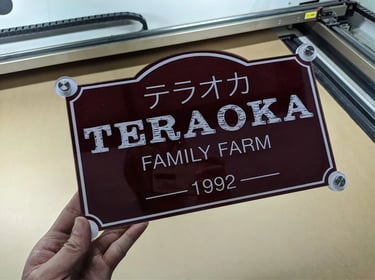 テラオカ
TERAOKA
FAMILY FARM
1992